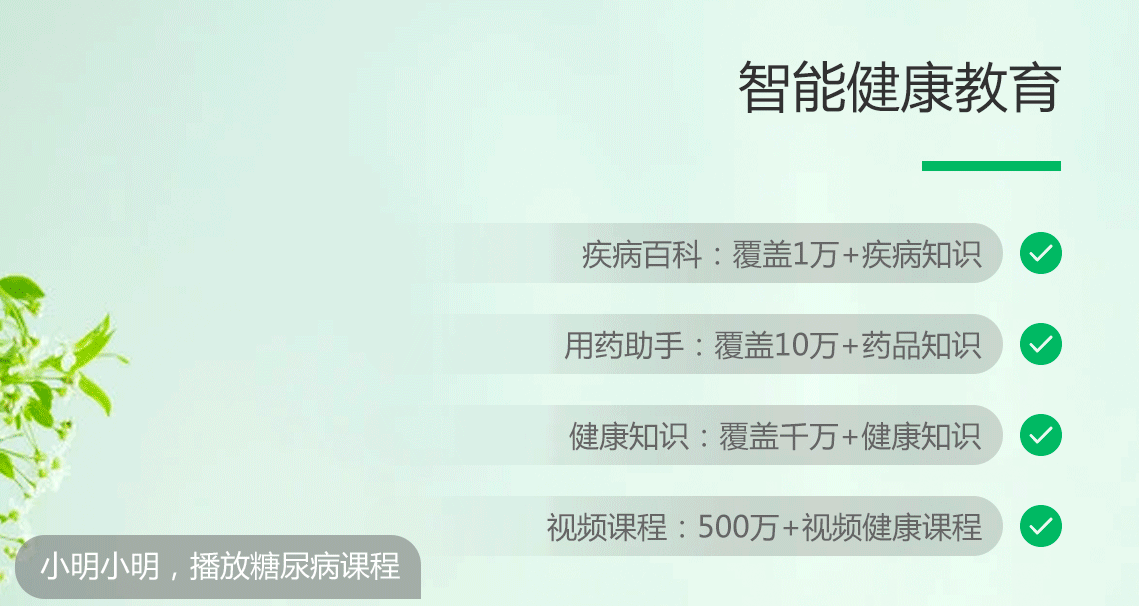 智能健康教育
疾病百科：覆盖1万+疾病知识
用药助手：覆盖10万+药品知识
健康知识：覆盖千万+健康知识
视频课程：500万+视频健康课程
小明小明，播放糖尿病课程